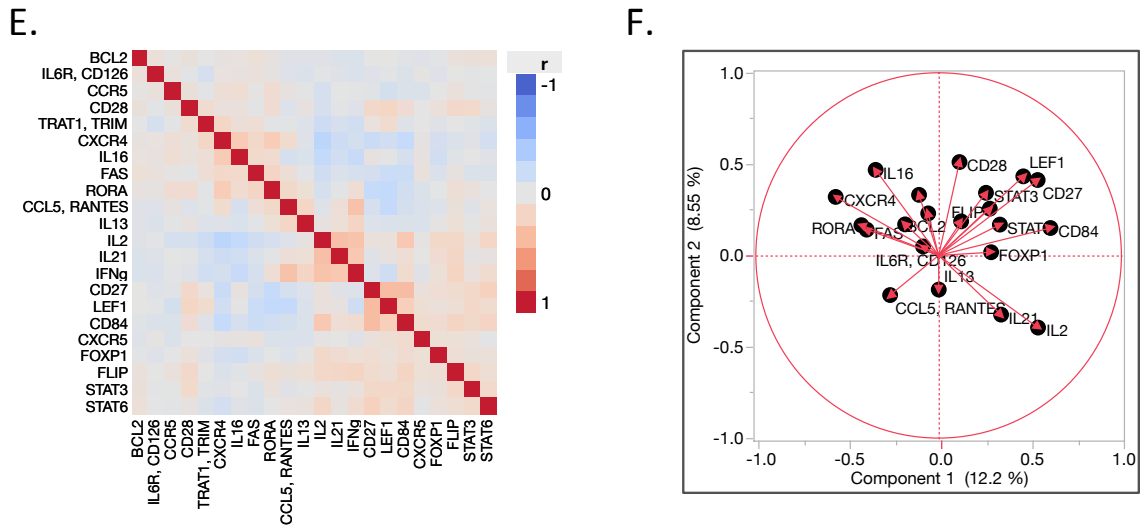 E.
BCL2
IL6R, CD126
CCR5
CD28
TRAT1, TRIM
CXCR4
IL16
FAS
RORA
CCL5, RANTES
IL13
IL2
IL21
IFNg
CD27
LEF1
CD84
CXCR5
FOXP1
FLIP
STAT3
STAT6
BCL2
IL6R, CD126
CCR5
CD28
TRAT1, TRIM
CXCR4
IL16
FAS
RORA
CCL5, RANTES
IL13
IL2
IL21
IFNg
CD27
LEF1
CD84
CXCR5
FOXP1
FLIP
STAT3
STAT6
r
-1
0
1
F.
Component 2 (8.55 %)
1.0
0.5
0.0
-0.5
-1.0
-1.0
-0.5
0.0
0.5
1.0
Component 1 (12.2 %)
IL16
CD28
LEF1
CXCR4
STAT3
CD27
FLIP
RORA
FAS
BCL2
STAT
CD84
IL6R, CD126
FOXP1
IL13
CCL5, RANTES
IL21
IL2